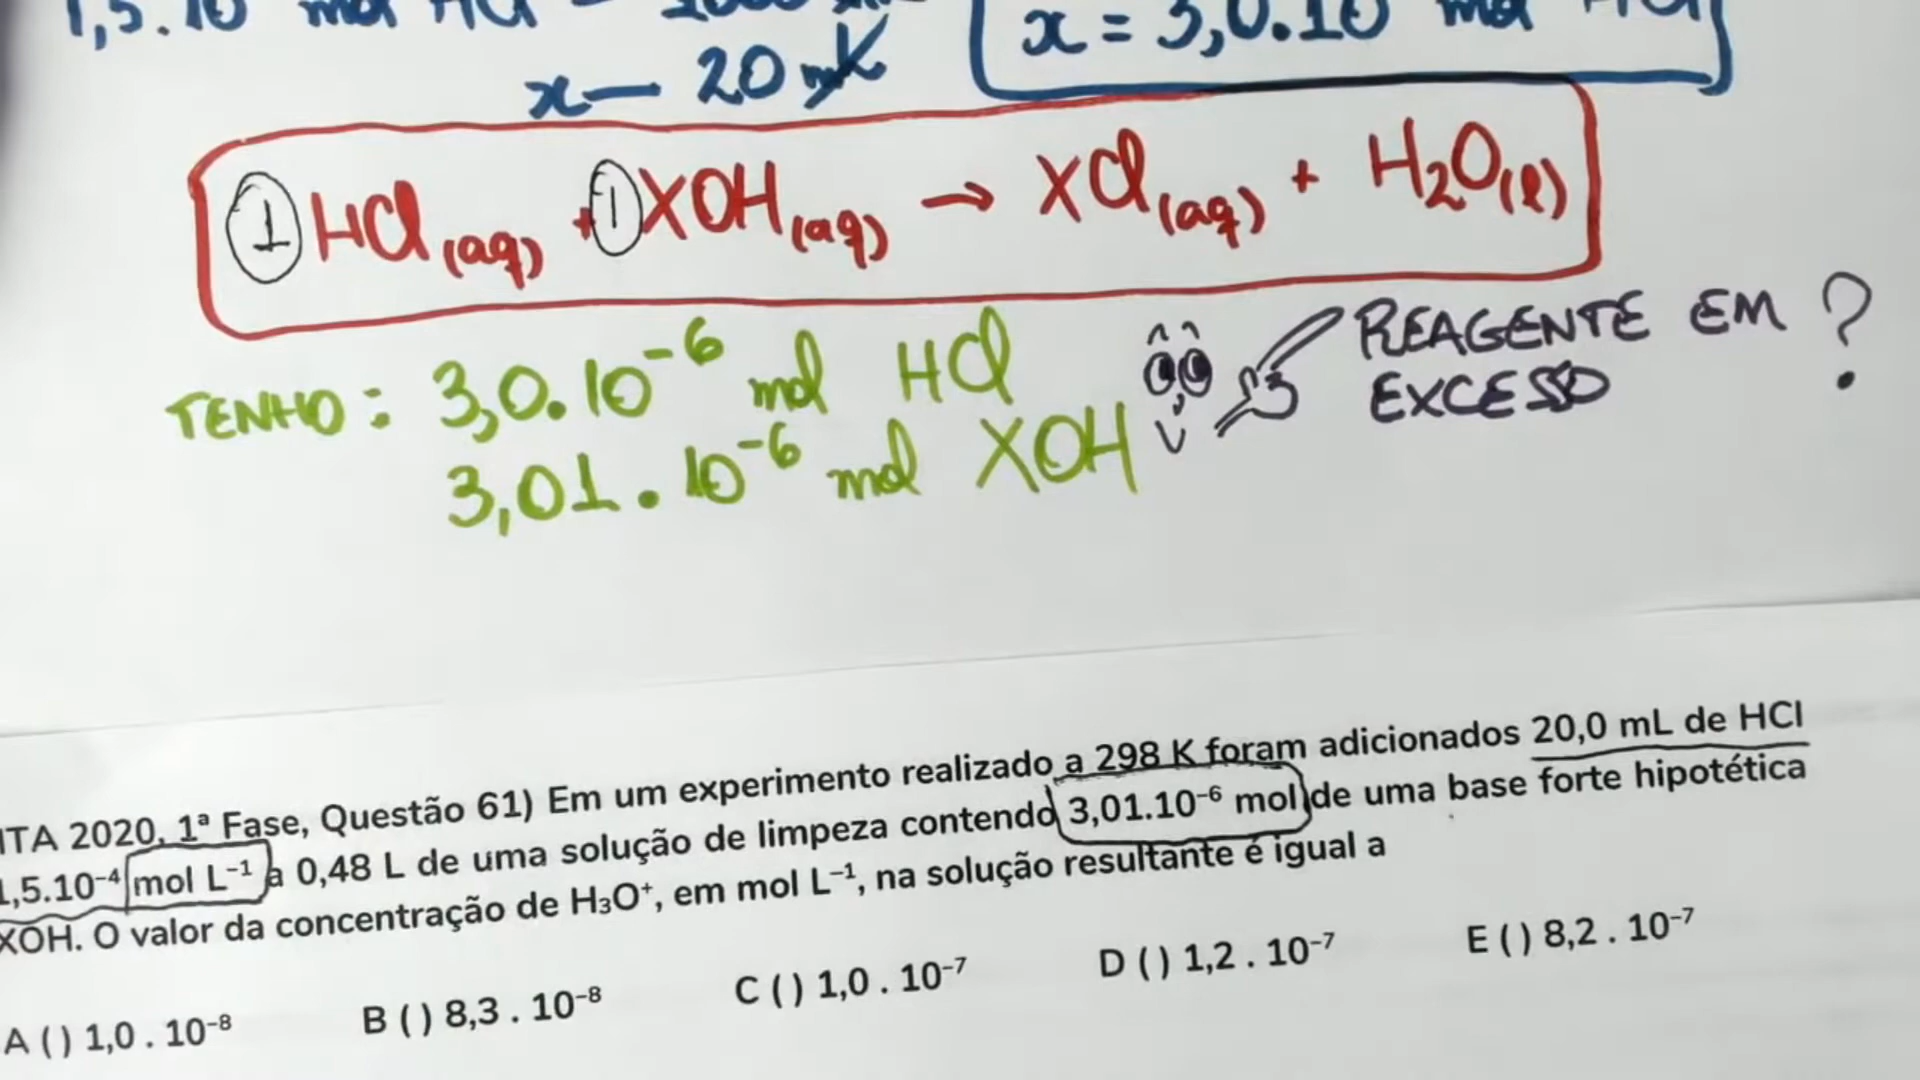 x — 20 mL
1 HCl (aq) + 1 XOH (aq) → XCl (aq) + H2O (l)
TENHO: 3,0.10⁻⁶ mol HCl
3,01.10⁻⁶ mol XOH
REAGENTE EM ?
EXCESSO
ITA 2020, 1ª Fase, Questão 61) Em um experimento realizado a 298 K foram adicionados 20,0 mL de HCl
1,5.10⁻⁴ mol L⁻¹ a 0,48 L de uma solução de limpeza contendo 3,01.10⁻⁶ mol de uma base forte hipotética
XOH. O valor da concentração de H₃O⁺, em mol L⁻¹, na solução resultante é igual a
A ( ) 1,0 . 10⁻⁸ B ( ) 8,3 . 10⁻⁸ C ( ) 1,0 . 10⁻⁷ D ( ) 1,2 . 10⁻⁷ E ( ) 8,2 . 10⁻⁷